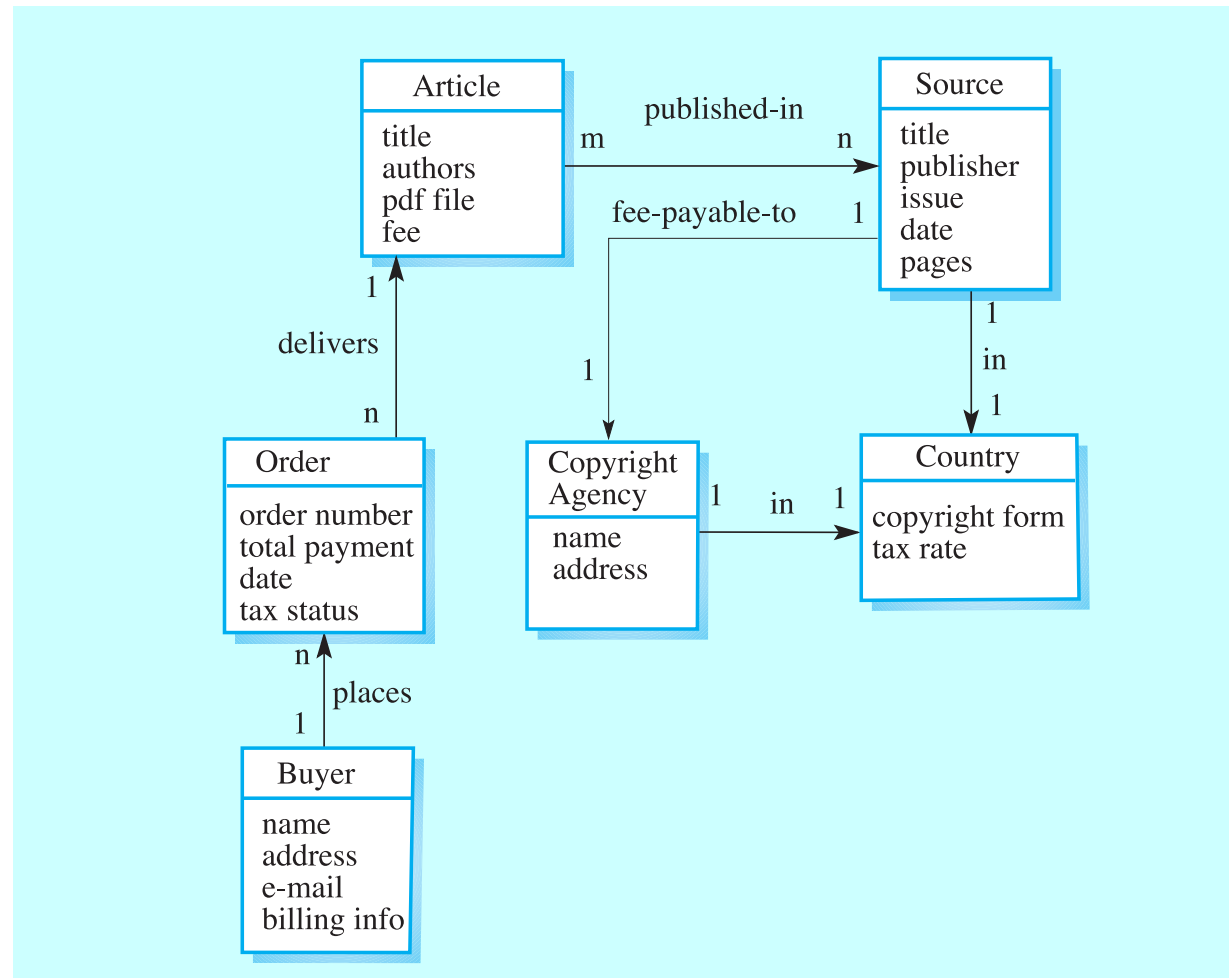 Article
title
authors
pdf file
fee
m
published-in
n
Source
title
publisher
issue
date
pages
fee-payable-to
1
1
1
delivers
n
1
in
1
Order
order number
total payment
date
tax status
Copyright
Agency
name
address
1
in
1
Country
copyright form
tax rate
n
places
1
Buyer
name
address
e-mail
billing info